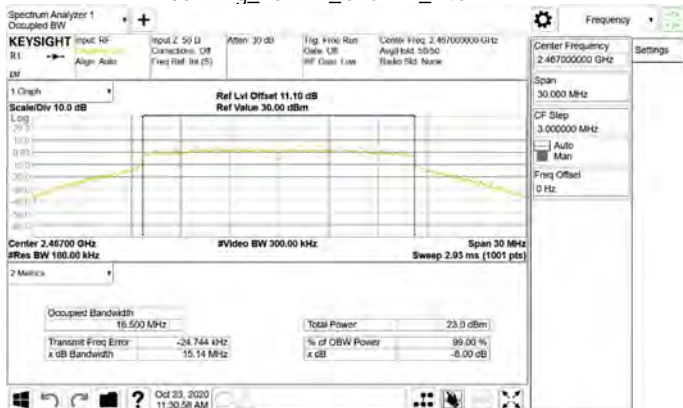 Spectrum Analyzer 1
Occupied BW
+
Frequency
KEYSIGHT
Input: RF
Align: Auto
Input Z: 50 Ω
Corrections: Off
Freq Ref: Int (S)
Atten: 30 dB
Trig: Free Run
Gate: Off
#IF Gain: Low
Center Freq: 2.467000000 GHz
Avg|Hold: 50/50
Radio Std: None
Center Frequency
2.467000000 GHz
Settings
Span
30.000 MHz
CF Step
3.000000 MHz
Auto
Man
Freq Offset
0 Hz
1 Graph
Scale/Div 10.0 dB
Log
Ref Lvl Offset 11.10 dB
Ref Value 30.00 dBm
Center 2.46700 GHz
#Res BW 100.00 kHz
#Video BW 300.00 kHz
Span 30 MHz
Sweep 2.93 ms (1001 pts)
2 Metrics
Occupied Bandwidth
16.500 MHz
Total Power
23.0 dBm
Transmit Freq Error
-24.744 kHz
% of OBW Power
99.00 %
x dB Bandwidth
15.14 MHz
x dB
-6.00 dB
?
Oct 23, 2020
11:30:58 AM